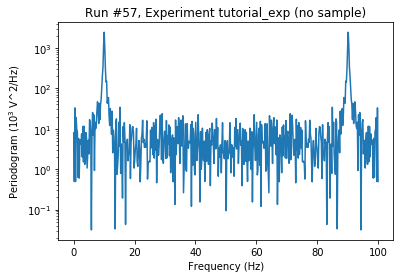 Run #57, Experiment tutorial_exp (no sample)
Periodogram (10³ V^2/Hz)
10³
10²
10¹
10⁰
10⁻¹
0 20 40 60 80 100
Frequency (Hz)